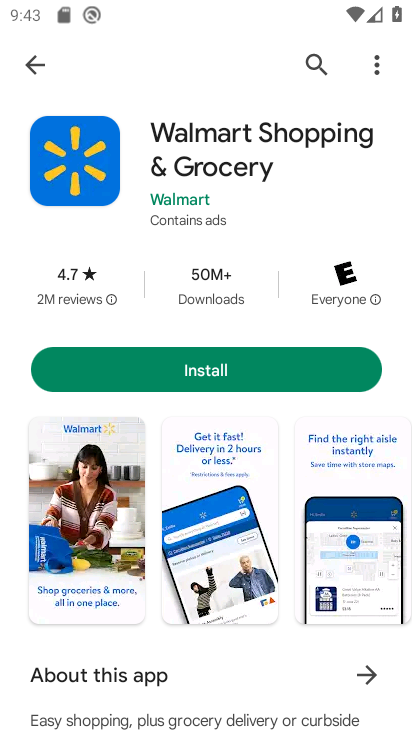 9:43
Walmart Shopping
& Grocery
Walmart
Contains ads
4.7 ★
2M reviews
50M+
Downloads
E
Everyone
Install
Walmart
Shop groceries & more,
all in one place.
Get it fast!
Delivery in 2 hours
or less.*
*Restrictions & fees apply.
Find the right aisle
instantly
Save time with store maps.
About this app
Easy shopping, plus grocery delivery or curbside